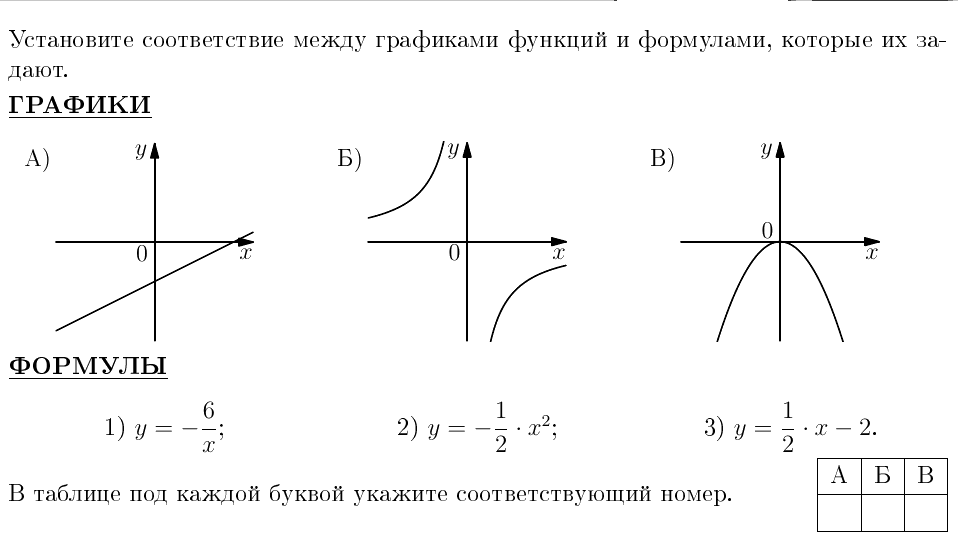 Установите соответствие между графиками функций и формулами, которые их за-
дают.
ГРАФИКИ
А) y 0 x
Б) y 0 x
В) y 0 x
ФОРМУЛЫ
1) y = −6/x; 2) y = −1/2 · x²; 3) y = 1/2 · x − 2.
В таблице под каждой буквой укажите соответствующий номер.
А Б В